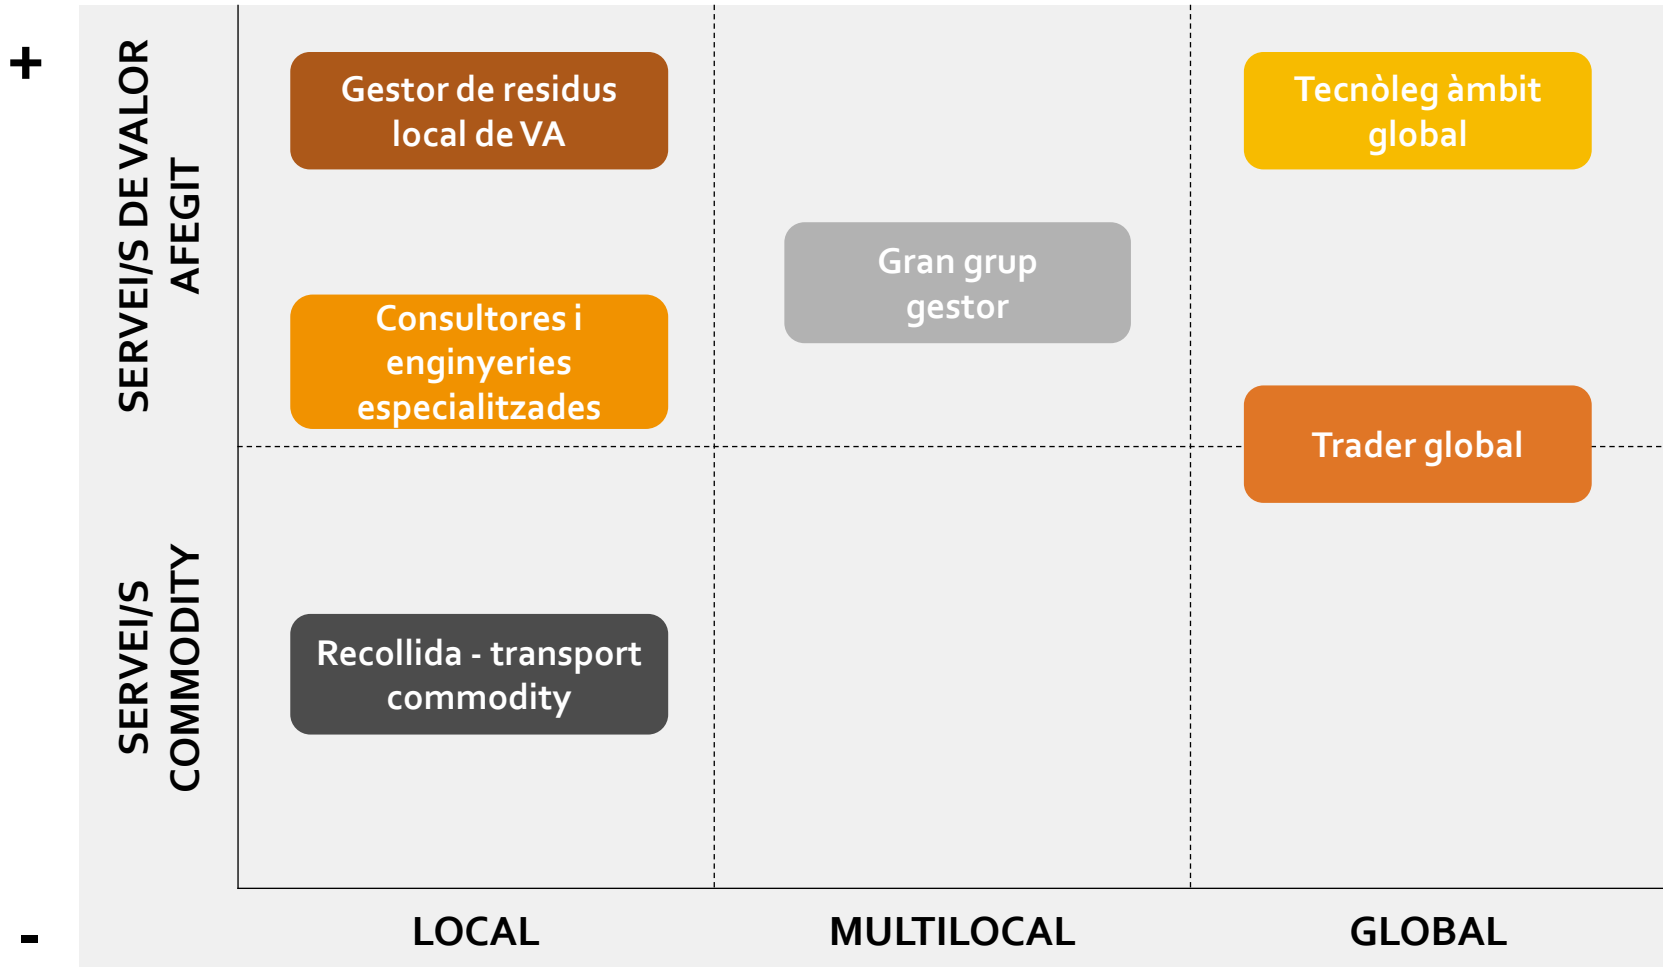 +
SERVEI/S DE VALOR
AFEGIT
Gestor de residus
local de VA
Tecnòleg àmbit
global
Gran grup
gestor
Consultores i
enginyeries
especialitzades
Trader global
SERVEI/S
COMMODITY
Recollida - transport
commodity
-
LOCAL
MULTILOCAL
GLOBAL